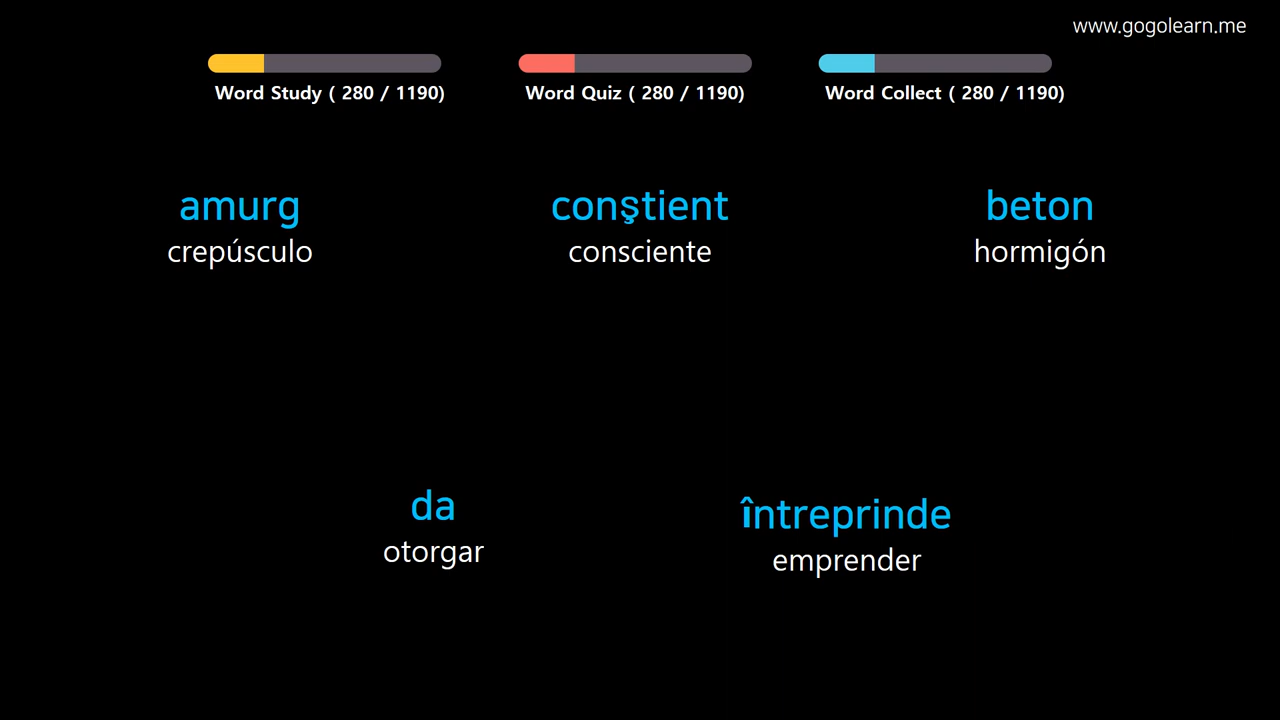 www.gogolearn.me
Word Study ( 280 / 1190)
Word Quiz ( 280 / 1190)
Word Collect ( 280 / 1190)
amurg
conştient
beton
crepúsculo
consciente
hormigón
da
întreprinde
otorgar
emprender